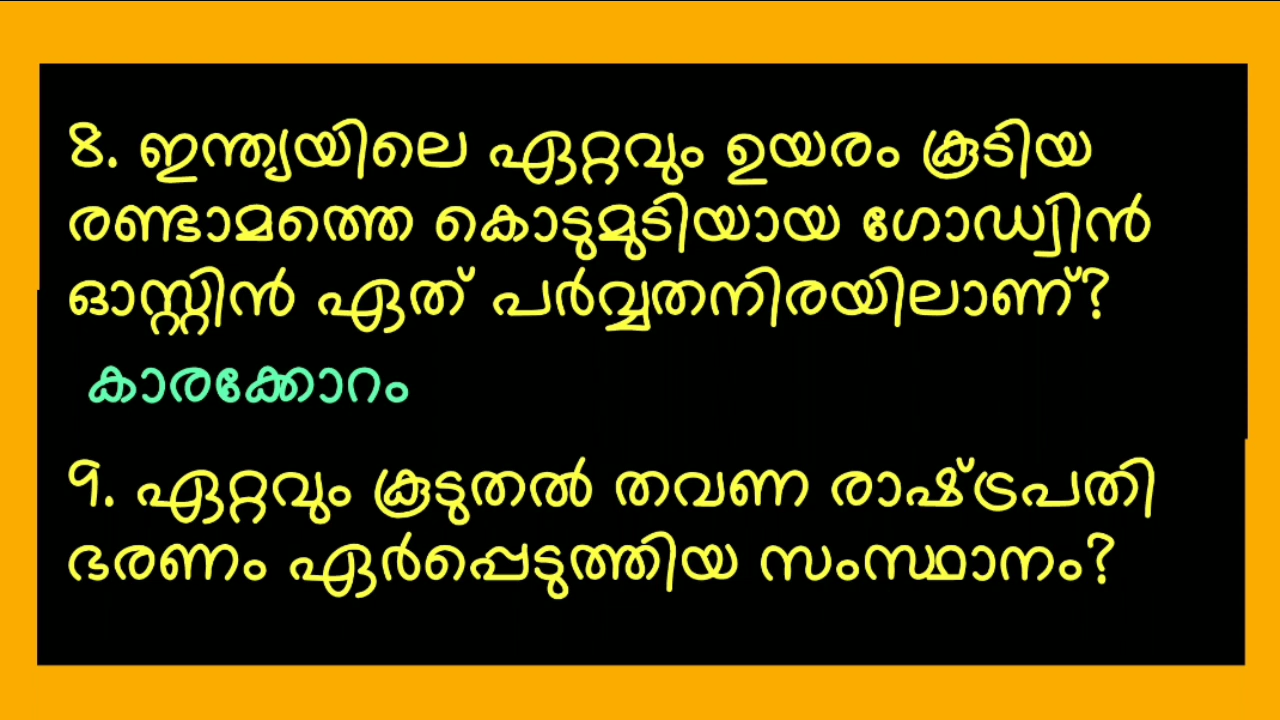 8. ഇന്ത്യയിലെ ഏറ്റവും ഉയരം കൂടിയ
രണ്ടാമത്തെ കൊടുമുടിയായ ഗോഡ്വിൻ
ഓസ്റ്റിൻ ഏത് പർവ്വതനിരയിലാണ്?
കാരക്കോറം
9. ഏറ്റവും കൂടുതൽ തവണ രാഷ്ട്രപതി
ഭരണം ഏർപ്പെടുത്തിയ സംസ്ഥാനം?